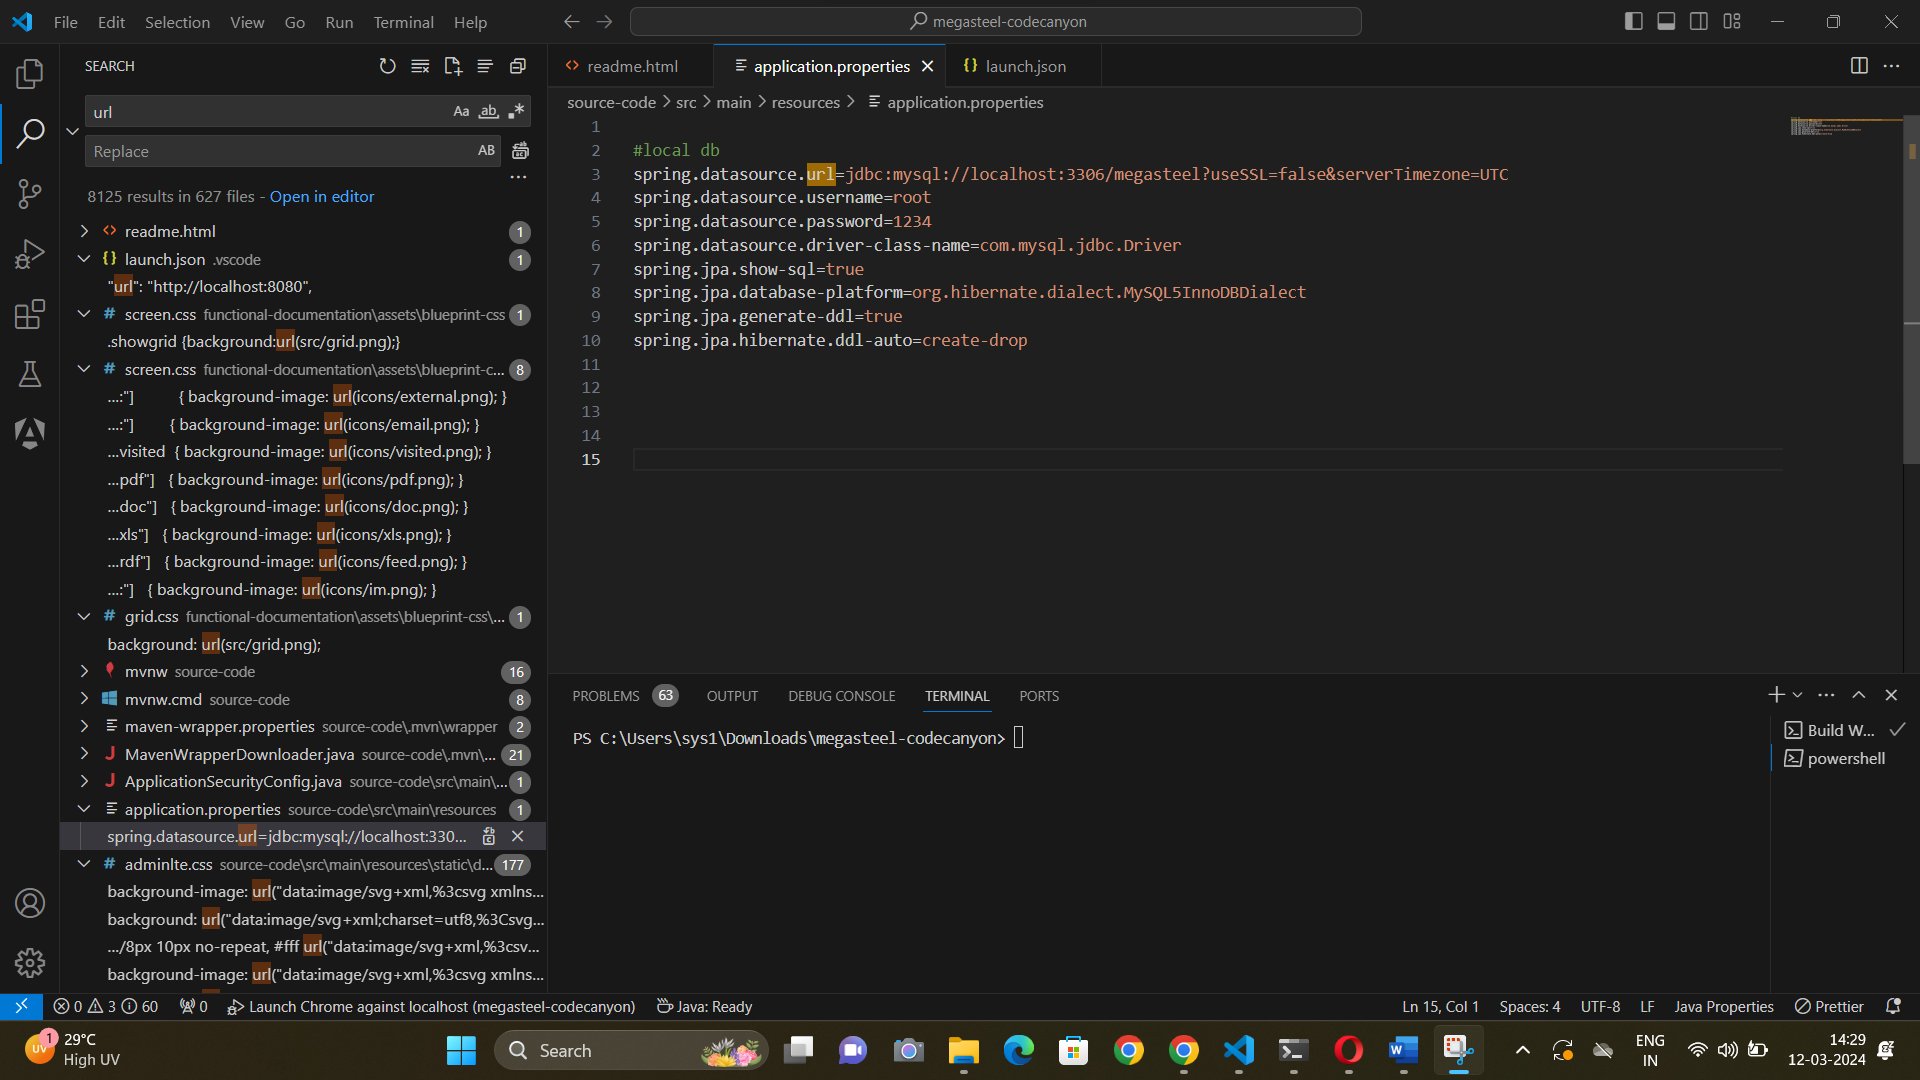 File Edit Selection View Go Run Terminal Help
megasteel-codecanyon
SEARCH
url
Aa ab
Replace
AB
8125 results in 627 files - Open in editor
readme.html 1
launch.json .vscode 1
"url": "http://localhost:8080",
screen.css functional-documentation\assets\blueprint-css 1
.showgrid {background:url(src/grid.png);}
screen.css functional-documentation\assets\blueprint-c... 8
...:"] { background-image: url(icons/external.png); }
...:"] { background-image: url(icons/email.png); }
...visited { background-image: url(icons/visited.png); }
...pdf"] { background-image: url(icons/pdf.png); }
...doc"] { background-image: url(icons/doc.png); }
...xls"] { background-image: url(icons/xls.png); }
...rdf"] { background-image: url(icons/feed.png); }
...:"] { background-image: url(icons/im.png); }
grid.css functional-documentation\assets\blueprint-css\... 1
background: url(src/grid.png);
mvnw source-code 16
mvnw.cmd source-code 8
maven-wrapper.properties source-code\.mvn\wrapper 2
MavenWrapperDownloader.java source-code\.mvn\... 21
ApplicationSecurityConfig.java source-code\src\main\... 1
application.properties source-code\src\main\resources 1
spring.datasource.url=jdbc:mysql://localhost:330...
adminlte.css source-code\src\main\resources\static\d... 177
background-image: url("data:image/svg+xml,%3csvg xmlns...
background: url("data:image/svg+xml;charset=utf8,%3Csvg...
.../8px 10px no-repeat, #fff url("data:image/svg+xml,%3csv...
background-image: url("data:image/svg+xml,%3csvg xmlns...
readme.html application.properties launch.json
source-code > src > main > resources > application.properties
1
2 #local db
3 spring.datasource.url=jdbc:mysql://localhost:3306/megasteel?useSSL=false&serverTimezone=UTC
4 spring.datasource.username=root
5 spring.datasource.password=1234
6 spring.datasource.driver-class-name=com.mysql.jdbc.Driver
7 spring.jpa.show-sql=true
8 spring.jpa.database-platform=org.hibernate.dialect.MySQL5InnoDBDialect
9 spring.jpa.generate-ddl=true
10 spring.jpa.hibernate.ddl-auto=create-drop
11
12
13
14
15
PROBLEMS 63 OUTPUT DEBUG CONSOLE TERMINAL PORTS
PS C:\Users\sys1\Downloads\megasteel-codecanyon>
Build W...
powershell
0 3 60 0 Launch Chrome against localhost (megasteel-codecanyon) Java: Ready
Ln 15, Col 1 Spaces: 4 UTF-8 LF Java Properties Prettier
UV 1 29°C
High UV
Search
ENG
IN
14:29
12-03-2024